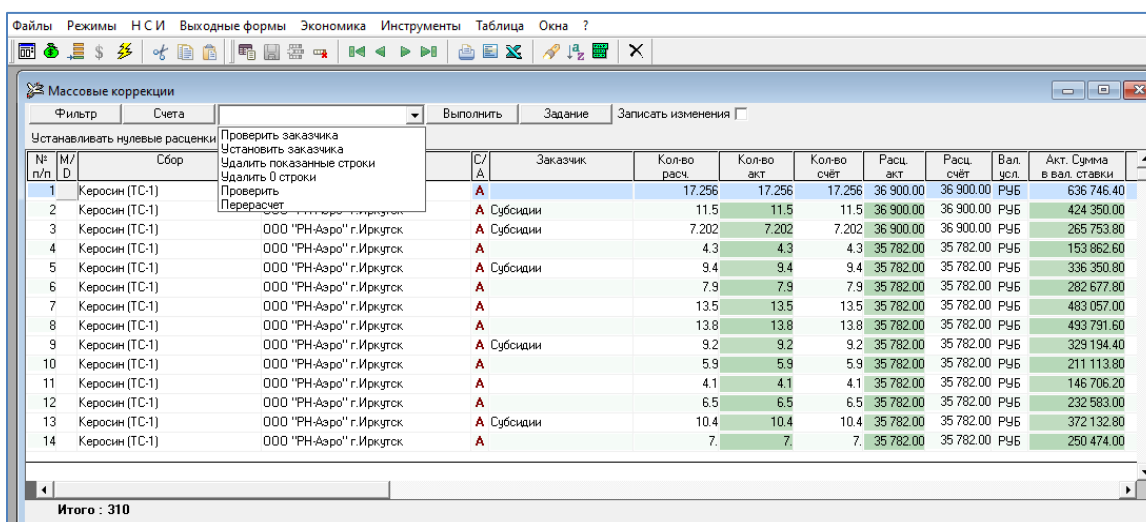 Файлы Режимы Н С И Выходные формы Экономика Инструменты Таблица Окна ?
Массовые коррекции
Фильтр Счета Выполнить Задание Записать изменения
Устанавливать нулевые расценки
Проверить заказчика
Установить заказчика
Удалить показанные строки
Удалить 0 строки
Проверить
Перерасчет
№ п/п M/D Сбор С/А Заказчик Кол-во расч. Кол-во акт Кол-во счёт Расц. акт Расц. счёт Вал. усл. Акт. Сумма в вал. ставки
1 Керосин (ТС-1) А 17.256 17.256 17.256 36 900.00 36 900.00 РУБ 636 746.40
2 Керосин (ТС-1) ООО "РН-Аэро" г.Иркутск А Субсидии 11.5 11.5 11.5 36 900.00 36 900.00 РУБ 424 350.00
3 Керосин (ТС-1) ООО "РН-Аэро" г.Иркутск А Субсидии 7.202 7.202 7.202 36 900.00 36 900.00 РУБ 265 753.80
4 Керосин (ТС-1) ООО "РН-Аэро" г.Иркутск А 4.3 4.3 4.3 35 782.00 35 782.00 РУБ 153 862.60
5 Керосин (ТС-1) ООО "РН-Аэро" г.Иркутск А Субсидии 9.4 9.4 9.4 35 782.00 35 782.00 РУБ 336 350.80
6 Керосин (ТС-1) ООО "РН-Аэро" г.Иркутск А 7.9 7.9 7.9 35 782.00 35 782.00 РУБ 282 677.80
7 Керосин (ТС-1) ООО "РН-Аэро" г.Иркутск А 13.5 13.5 13.5 35 782.00 35 782.00 РУБ 483 057.00
8 Керосин (ТС-1) ООО "РН-Аэро" г.Иркутск А 13.8 13.8 13.8 35 782.00 35 782.00 РУБ 493 791.60
9 Керосин (ТС-1) ООО "РН-Аэро" г.Иркутск А Субсидии 9.2 9.2 9.2 35 782.00 35 782.00 РУБ 329 194.40
10 Керосин (ТС-1) ООО "РН-Аэро" г.Иркутск А 5.9 5.9 5.9 35 782.00 35 782.00 РУБ 211 113.80
11 Керосин (ТС-1) ООО "РН-Аэро" г.Иркутск А 4.1 4.1 4.1 35 782.00 35 782.00 РУБ 146 706.20
12 Керосин (ТС-1) ООО "РН-Аэро" г.Иркутск А 6.5 6.5 6.5 35 782.00 35 782.00 РУБ 232 583.00
13 Керосин (ТС-1) ООО "РН-Аэро" г.Иркутск А Субсидии 10.4 10.4 10.4 35 782.00 35 782.00 РУБ 372 132.80
14 Керосин (ТС-1) ООО "РН-Аэро" г.Иркутск А 7. 7. 7. 35 782.00 35 782.00 РУБ 250 474.00
Итого : 310